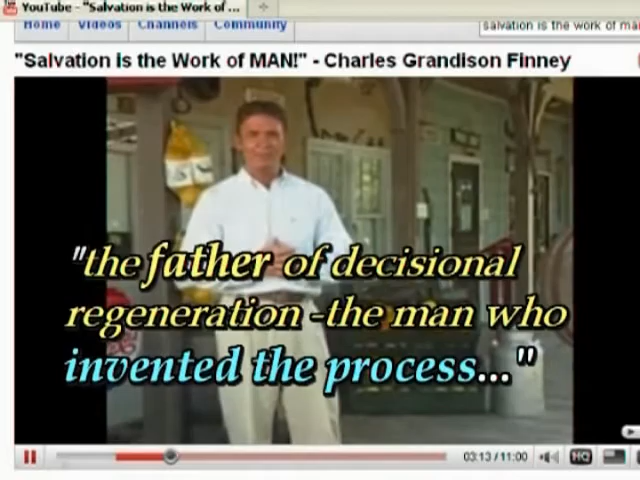 YouTube - "Salvation is the Work of ...
Home Videos Channels Community
salvation is the work of ma
"Salvation is the Work of MAN!" - Charles Grandison Finney
"the father of decisional
regeneration -the man who
invented the process..."
03:13 / 11:00
HQ